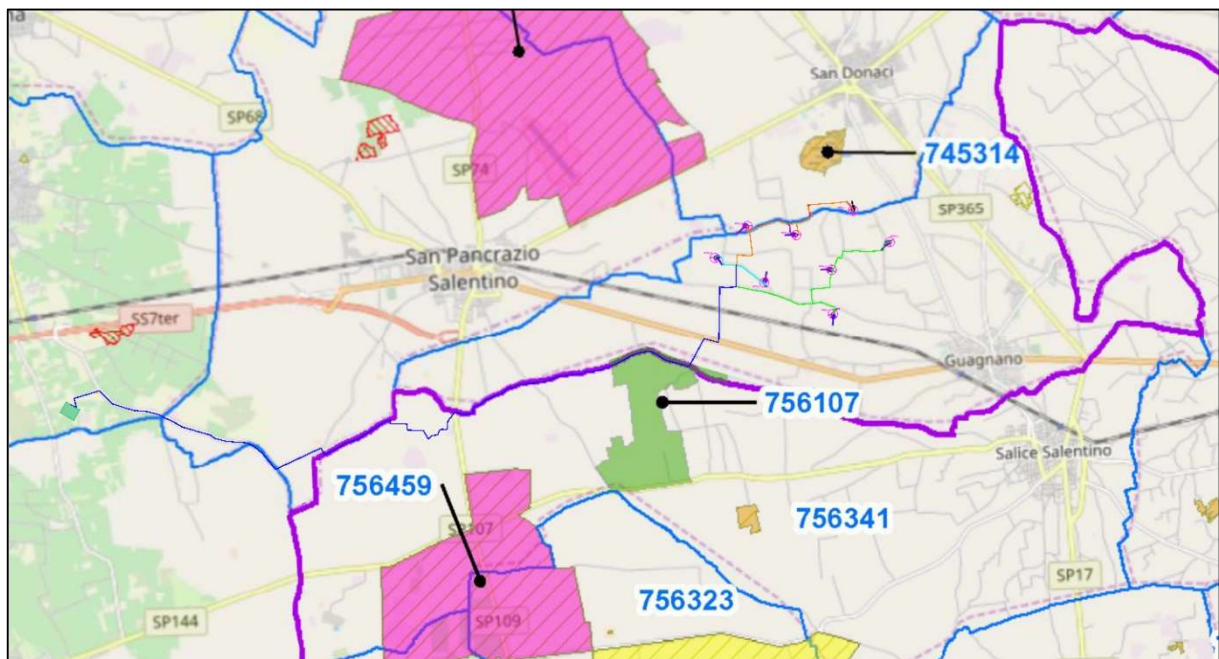 na
San Donaci
SP68
745314
SP74
SP365
San Pancrazio
Salentino
SS7ter
Guagnano
756107
Salice Salentino
756459
756341
SP107
SP17
756323
SP144
SP109